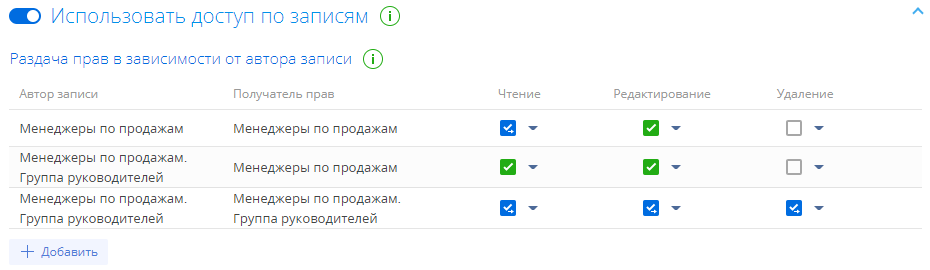 Использовать доступ по записям
Раздача прав в зависимости от автора записи
Автор записи Получатель прав Чтение Редактирование Удаление
Менеджеры по продажам Менеджеры по продажам
Менеджеры по продажам.
Группа руководителей
Менеджеры по продажам
Менеджеры по продажам.
Группа руководителей
Менеджеры по продажам.
Группа руководителей
Добавить